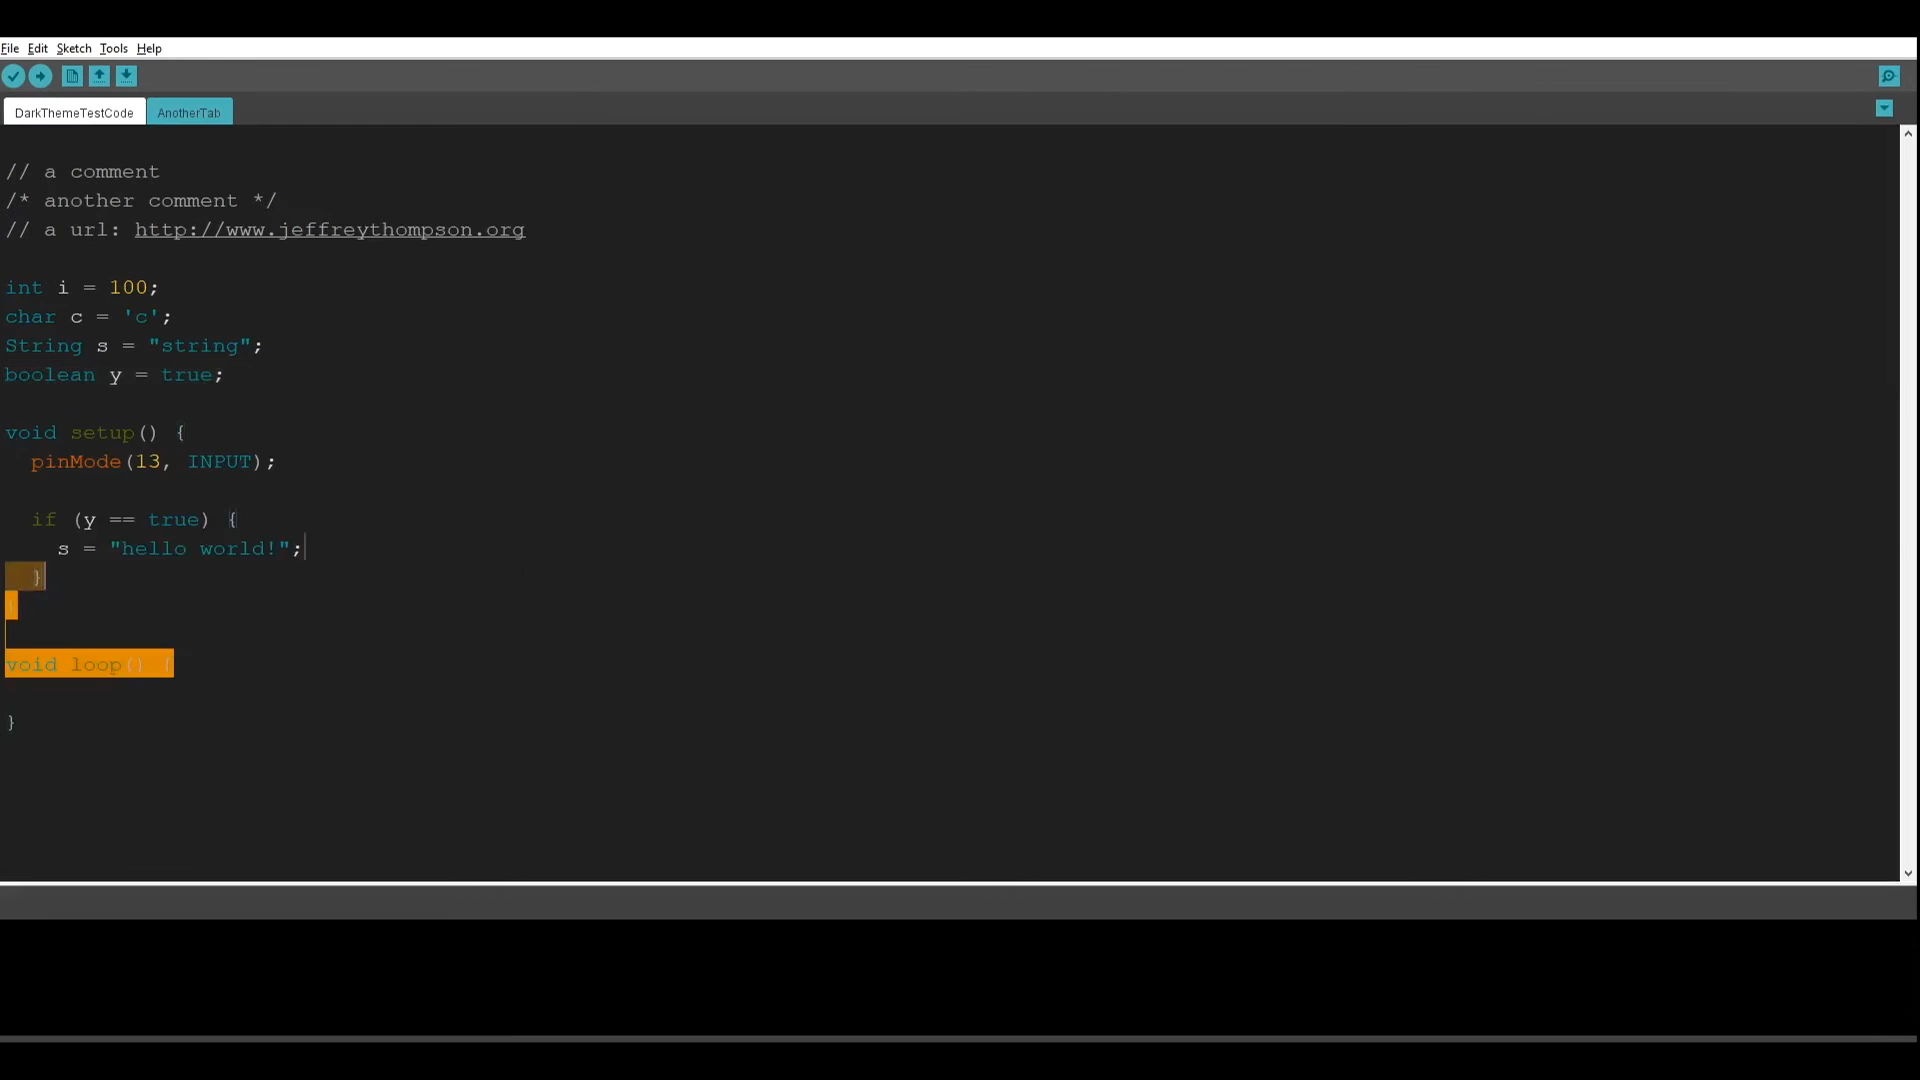 File Edit Sketch Tools Help
DarkThemeTestCode AnotherTab
// a comment
/* another comment */
// a url: http://www.jeffreythompson.org
int i = 100;
char c = 'c';
String s = "string";
boolean y = true;
void setup() {
pinMode(13, INPUT);
if (y == true) {
s = "hello world!";
}
}
void loop() {
}